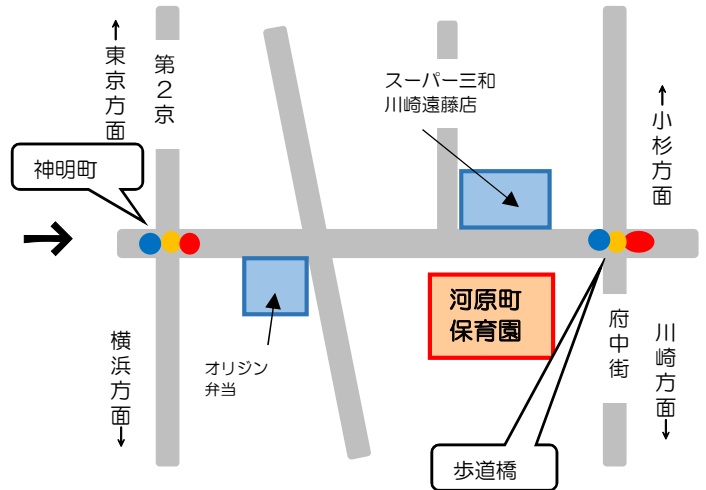 東京方面
第２京
スーパー三和
川崎遠藤店
小杉方面
神明町
河原町
保育園
オリジン
弁当
横浜方面
府中街
川崎方面
歩道橋